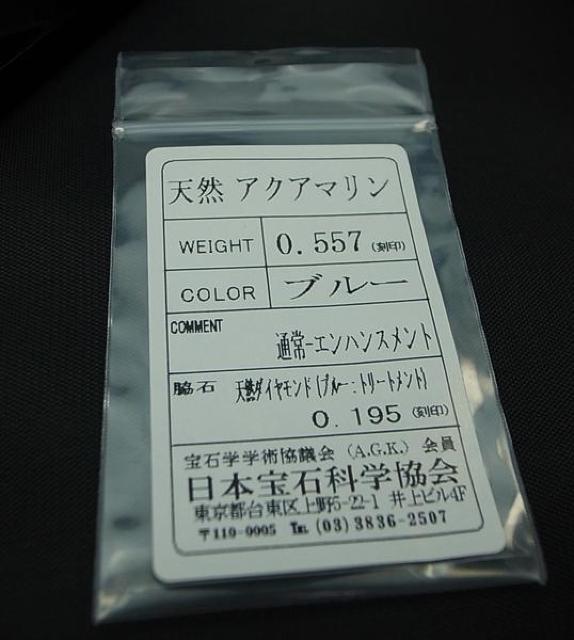 天然 アクアマリン
WEIGHT 0.557 (刻印)
COLOR ブルー
COMMENT
通常-エンハンスメント
脇石 天然ダイヤモンド(ブルー:トリートメント)
0.195 (刻印)
宝石学学術協議会 (A.G.K.) 会員
日本宝石科学協会
東京都台東区上野5-22-1 井上ビル4F
〒110-0005 TEL (03) 3836-2507